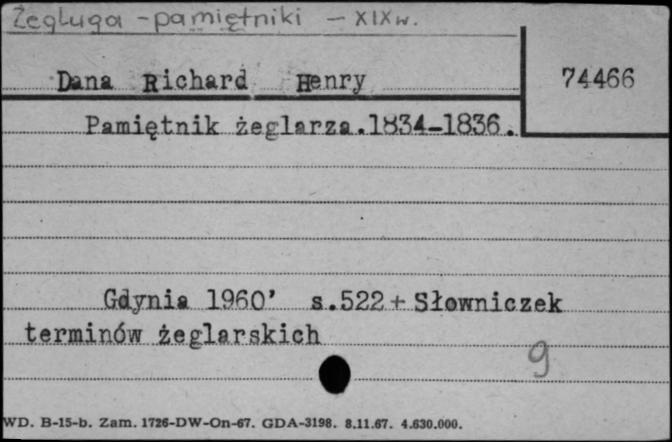 Żegluga - pamiętniki - XIX w.
Dana Richard Henry
74466
Pamiętnik żeglarza.1834-1836.
Gdynia 1960' s.522 + Słowniczek
terminów żeglarskich
9
WD. B-15-b. Zam. 1726-DW-On-67. GDA-3198. 8.11.67. 4.630.000.